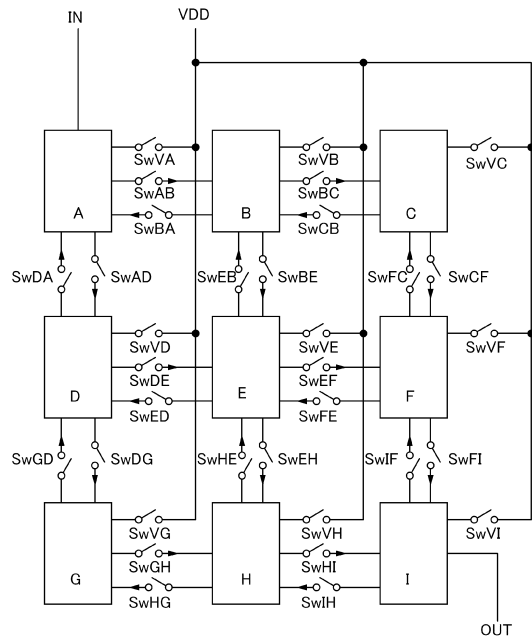 IN VDD
SwVA SwVB SwVC
SwAB SwBC
A SwBA B SwCB C
SwDA SwAD SwEB SwBE SwFC SwCF
SwVD SwVE SwVF
SwDE SwEF
D SwED E SwFE F
SwGD SwDG SwHE SwEH SwIF SwFI
SwVG SwVH SwVI
SwGH SwHI
G SwHG H SwIH I
OUT